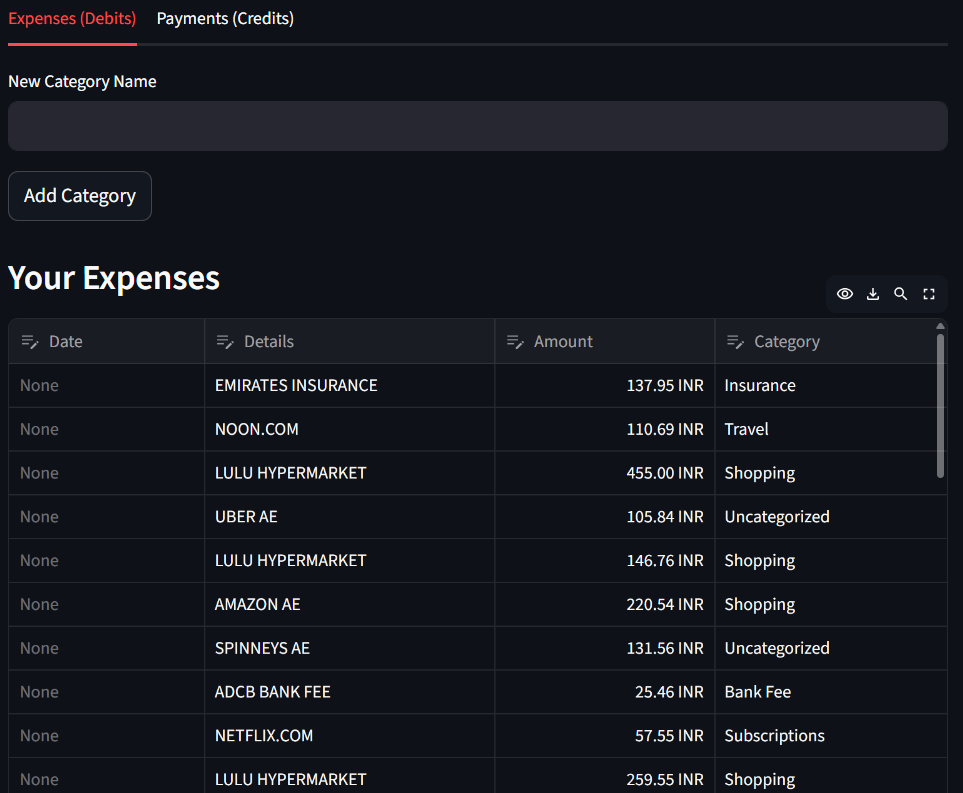 Expenses (Debits) Payments (Credits)
New Category Name
Add Category
Your Expenses
Date Details Amount Category
None EMIRATES INSURANCE 137.95 INR Insurance
None NOON.COM 110.69 INR Travel
None LULU HYPERMARKET 455.00 INR Shopping
None UBER AE 105.84 INR Uncategorized
None LULU HYPERMARKET 146.76 INR Shopping
None AMAZON AE 220.54 INR Shopping
None SPINNEYS AE 131.56 INR Uncategorized
None ADCB BANK FEE 25.46 INR Bank Fee
None NETFLIX.COM 57.55 INR Subscriptions
None LULU HYPERMARKET 259.55 INR Shopping